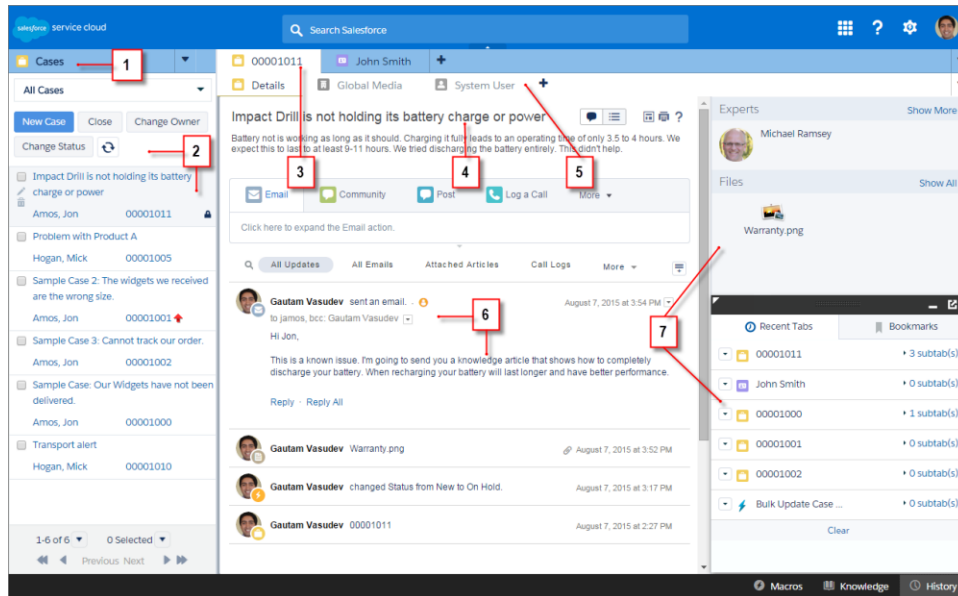 salesforce service cloud
Search Salesforce
?
Cases
1
00001011
John Smith
+
All Cases
New Case Close Change Owner
Change Status
2
Impact Drill is not holding its battery
charge or power
Amos, Jon 00001011
Problem with Product A
Hogan, Mick 00001005
Sample Case 2: The widgets we received
are the wrong size.
Amos, Jon 00001001
Sample Case 3: Cannot track our order.
Amos, Jon 00001002
Sample Case: Our Widgets have not been
delivered.
Amos, Jon 00001000
Transport alert
Hogan, Mick 00001010
1-6 of 6 0 Selected
Previous Next
Details Global Media System User +
Impact Drill is not holding its battery charge or power
?
Battery not is working as long as it should. Charging it fully leads to an operating time of only 3.5 to 4 hours. We
expect this to last to at least 9-11 hours. We tried discharging the battery entirely. This didn't help.
3
4
5
Email Community Post Log a Call More
Click here to expand the Email action.
All Updates All Emails Attached Articles Call Logs More
Gautam Vasudev sent an email. August 7, 2015 at 3:54 PM
to jamos, bcc: Gautam Vasudev
6
Hi Jon,
This is a known issue. I'm going to send you a knowledge article that shows how to completely
discharge your battery. When recharging your battery will last longer and have better performance.
Reply · Reply All
Gautam Vasudev Warranty.png August 7, 2015 at 3:52 PM
Gautam Vasudev changed Status from New to On Hold. August 7, 2015 at 3:17 PM
Gautam Vasudev 00001011 August 7, 2015 at 2:27 PM
Experts Show More
Michael Ramsey
Files Show All
Warranty.png
7
Recent Tabs Bookmarks
00001011 3 subtab(s)
John Smith 0 subtab(s)
00001000 1 subtab(s)
00001001 0 subtab(s)
00001002 0 subtab(s)
Bulk Update Case ... 0 subtab(s)
Clear
Macros Knowledge History